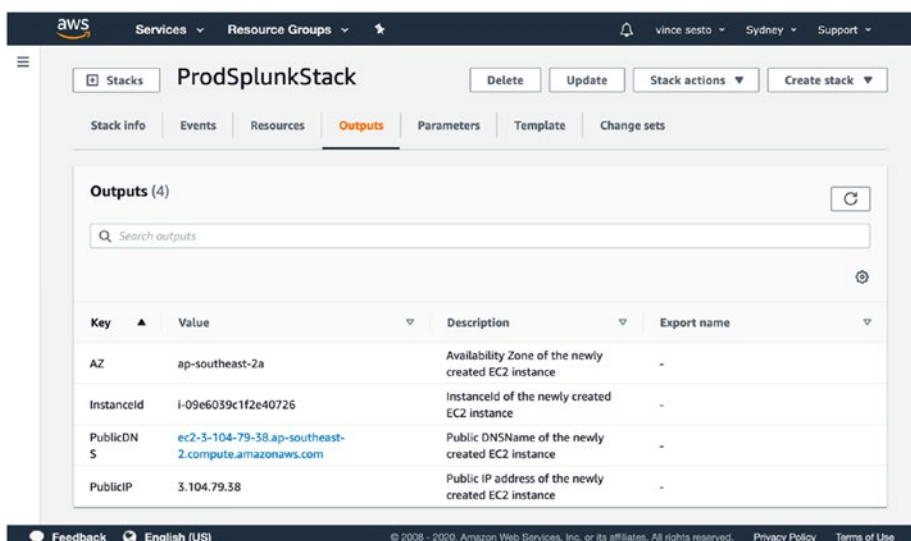 aws Services Resource Groups vince sesto Sydney Support
Stacks ProdSplunkStack Delete Update Stack actions Create stack
Stack info Events Resources Outputs Parameters Template Change sets
Outputs (4)
Search outputs
Key Value Description Export name
AZ ap-southeast-2a Availability Zone of the newly
created EC2 instance -
InstanceId i-09e6039c1f2e40726 InstanceId of the newly created
EC2 instance -
PublicDN ec2-3-104-79-38.ap-southeast- Public DNSName of the newly
S 2.compute.amazonaws.com created EC2 instance -
PublicIP 3.104.79.38 Public IP address of the newly
created EC2 instance -
Feedback English (US) © 2008 - 2020, Amazon Web Services, Inc. or its affiliates. All rights reserved. Privacy Policy Terms of Use